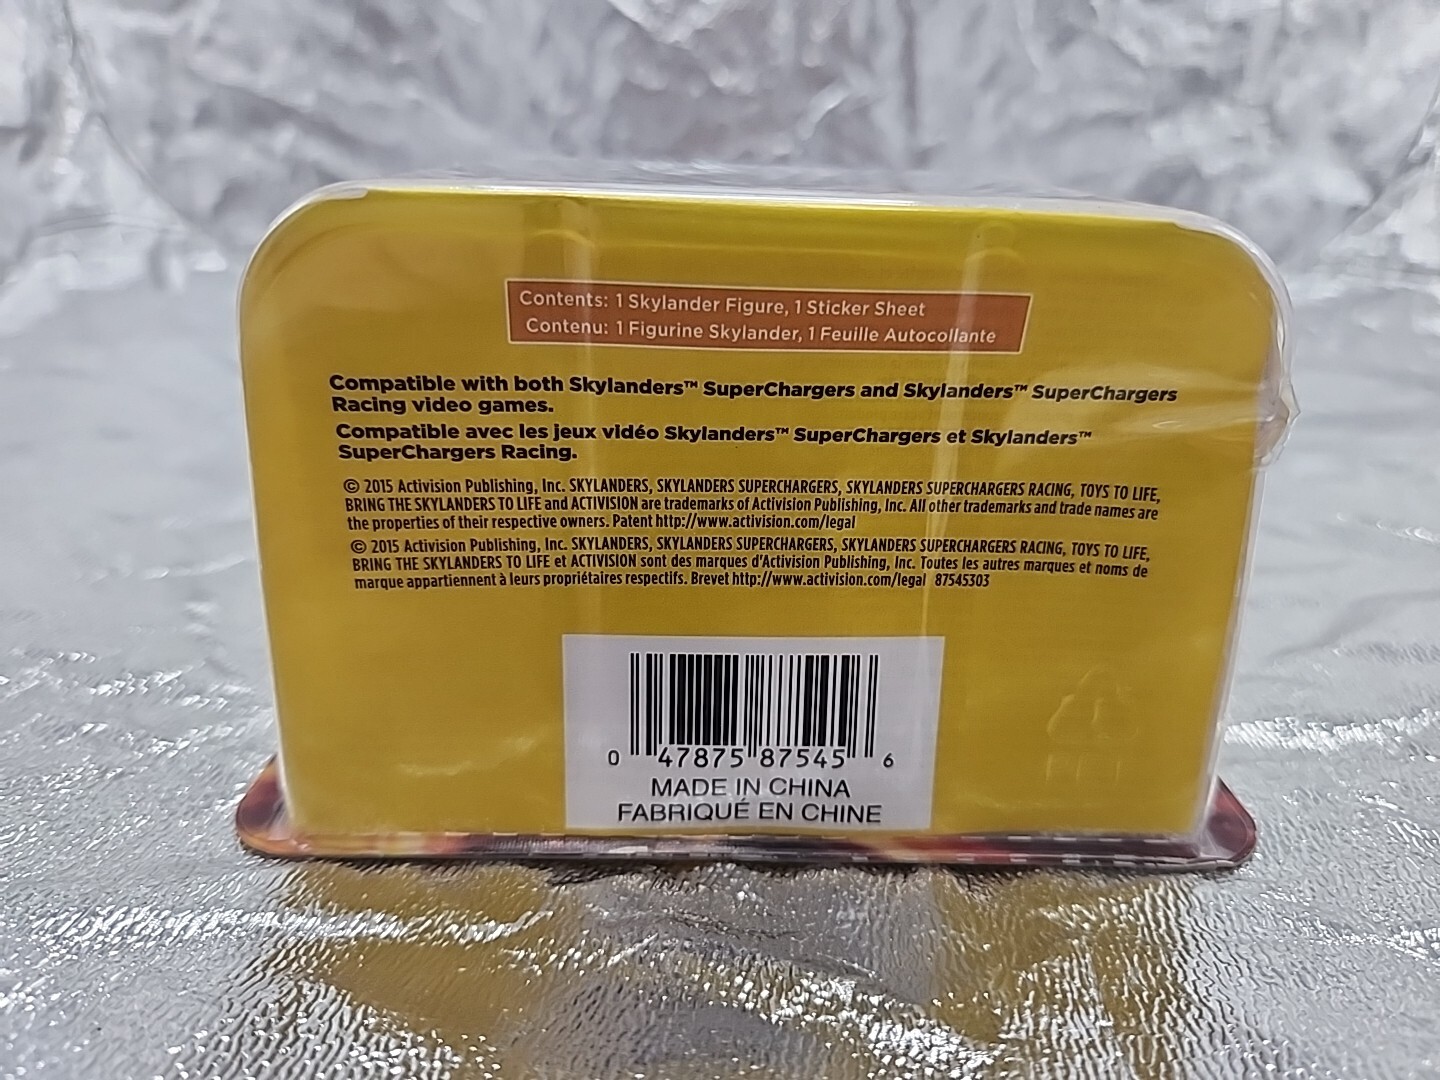 Contents: 1 Skylander Figure, 1 Sticker Sheet
Contenu: 1 Figurine Skylander, 1 Feuille Autocollante
Compatible with both Skylanders™ SuperChargers and Skylanders™ SuperChargers
Racing video games.
Compatible avec les jeux vidéo Skylanders™ SuperChargers et Skylanders™
SuperChargers Racing.
© 2015 Activision Publishing, Inc. SKYLANDERS, SKYLANDERS SUPERCHARGERS, SKYLANDERS SUPERCHARGERS RACING, TOYS TO LIFE,
BRING THE SKYLANDERS TO LIFE and ACTIVISION are trademarks of Activision Publishing, Inc. All other trademarks and trade names are
the properties of their respective owners. Patent http://www.activision.com/legal
© 2015 Activision Publishing, Inc. SKYLANDERS, SKYLANDERS SUPERCHARGERS, SKYLANDERS SUPERCHARGERS RACING, TOYS TO LIFE,
BRING THE SKYLANDERS TO LIFE et ACTIVISION sont des marques d'Activision Publishing, Inc. Toutes les autres marques et noms de
marque appartiennent à leurs propriétaires respectifs. Brevet http://www.activision.com/legal 87545303
0 47875 87545 6
MADE IN CHINA
FABRIQUÉ EN CHINE